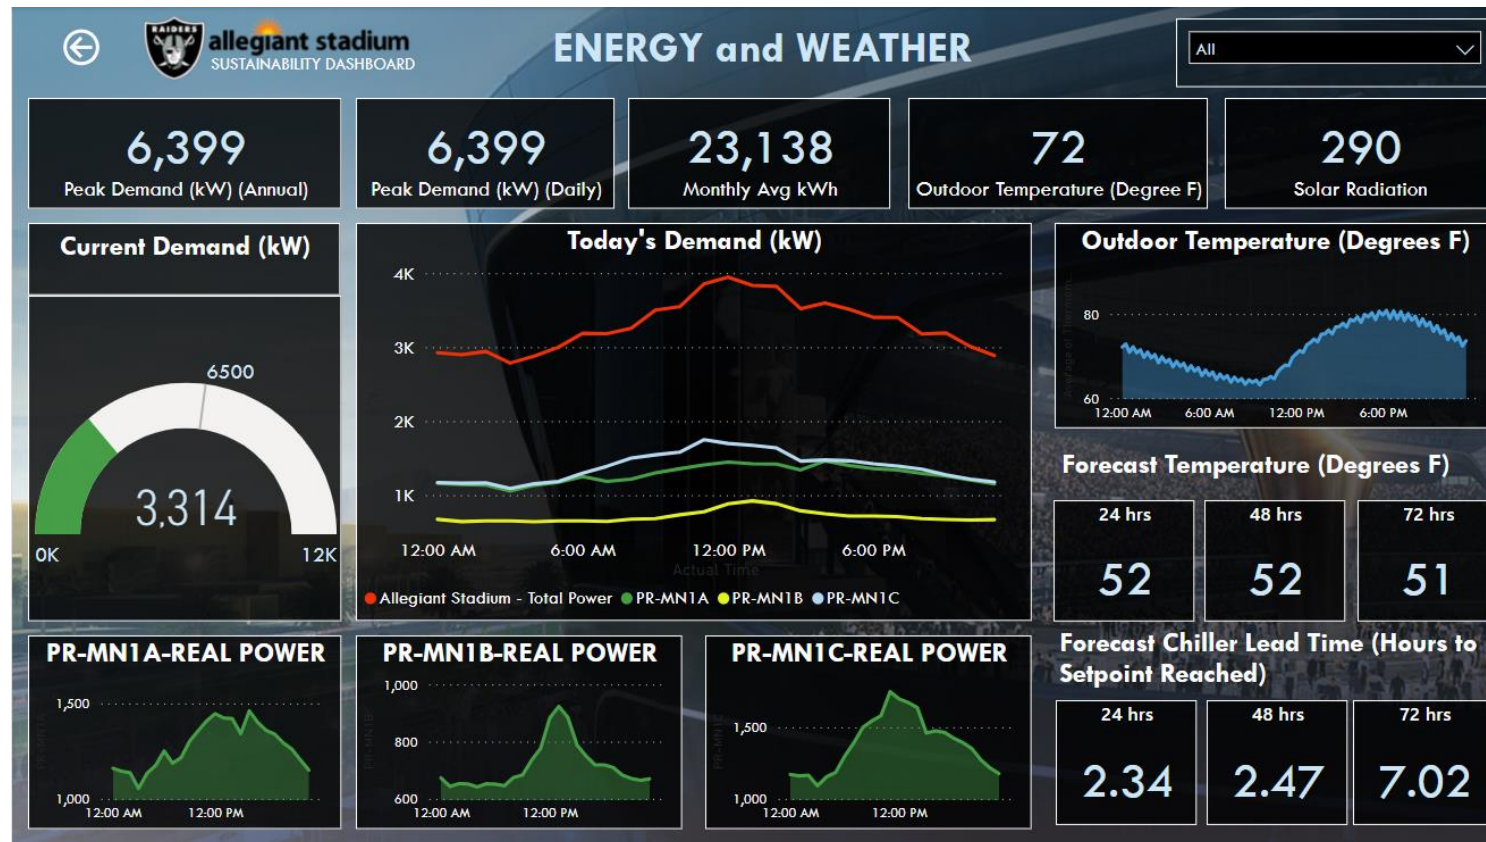 RAIDERS
allegiant stadium
SUSTAINABILITY DASHBOARD
ENERGY and WEATHER
All
6,399
Peak Demand (kW) (Annual)
6,399
Peak Demand (kW) (Daily)
23,138
Monthly Avg kWh
72
Outdoor Temperature (Degree F)
290
Solar Radiation
Current Demand (kW)
6500
3,314
0K
12K
Today's Demand (kW)
4K
3K
2K
1K
12:00 AM 6:00 AM 12:00 PM 6:00 PM
Actual Time
Allegiant Stadium - Total Power PR-MN1A PR-MN1B PR-MN1C
Outdoor Temperature (Degrees F)
80
60
12:00 AM 6:00 AM 12:00 PM 6:00 PM
Forecast Temperature (Degrees F)
24 hrs
52
48 hrs
52
72 hrs
51
PR-MN1A-REAL POWER
PR-MN1A
1,500
1,000
12:00 AM 12:00 PM
PR-MN1B-REAL POWER
PR-MN1B
1,000
800
600
12:00 AM 12:00 PM
PR-MN1C-REAL POWER
PR-MN1C
1,500
1,000
12:00 AM 12:00 PM
Forecast Chiller Lead Time (Hours to
Setpoint Reached)
24 hrs
2.34
48 hrs
2.47
72 hrs
7.02